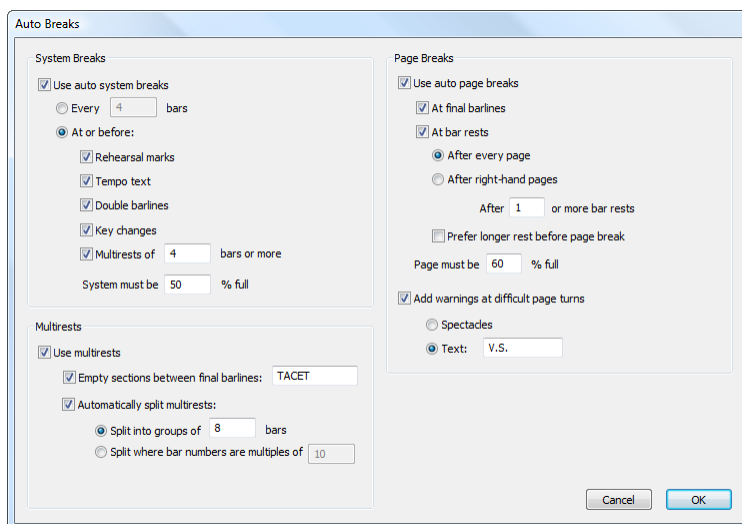 Auto Breaks
System Breaks
Use auto system breaks
Every 4 bars
At or before:
Rehearsal marks
Tempo text
Double barlines
Key changes
Multirests of 4 bars or more
System must be 50 % full
Multirests
Use multirests
Empty sections between final barlines: TACET
Automatically split multirests:
Split into groups of 8 bars
Split where bar numbers are multiples of 10
Page Breaks
Use auto page breaks
At final barlines
At bar rests
After every page
After right-hand pages
After 1 or more bar rests
Prefer longer rest before page break
Page must be 60 % full
Add warnings at difficult page turns
Spectacles
Text: V.S.
Cancel OK